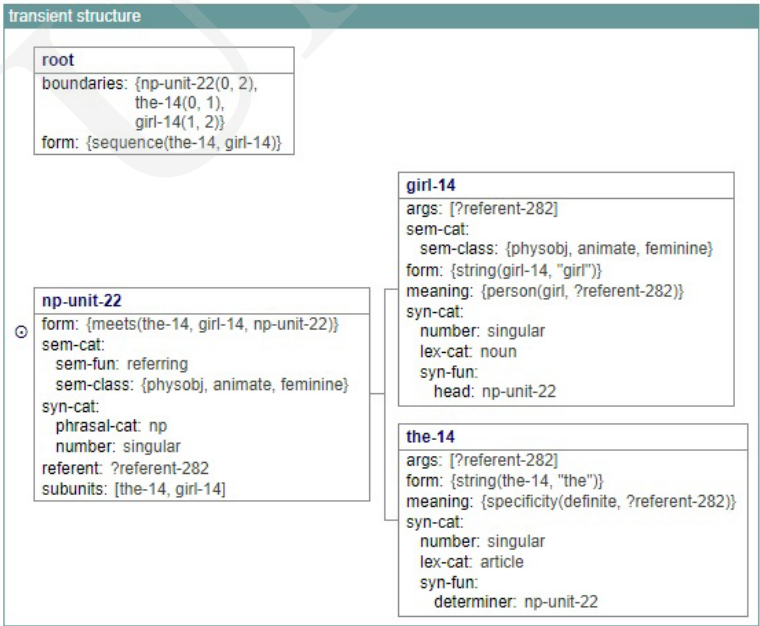 transient structure
root
boundaries: {np-unit-22(0, 2),
the-14(0, 1),
girl-14(1, 2)}
form: {sequence(the-14, girl-14)}
np-unit-22
form: {meets(the-14, girl-14, np-unit-22)}
sem-cat:
sem-fun: referring
sem-class: {physobj, animate, feminine}
syn-cat:
phrasal-cat: np
number: singular
referent: ?referent-282
subunits: [the-14, girl-14]
girl-14
args: [?referent-282]
sem-cat:
sem-class: {physobj, animate, feminine}
form: {string(girl-14, "girl")}
meaning: {person(girl, ?referent-282)}
syn-cat:
number: singular
lex-cat: noun
syn-fun:
head: np-unit-22
the-14
args: [?referent-282]
form: {string(the-14, "the")}
meaning: {specificity(definite, ?referent-282)}
syn-cat:
number: singular
lex-cat: article
syn-fun:
determiner: np-unit-22